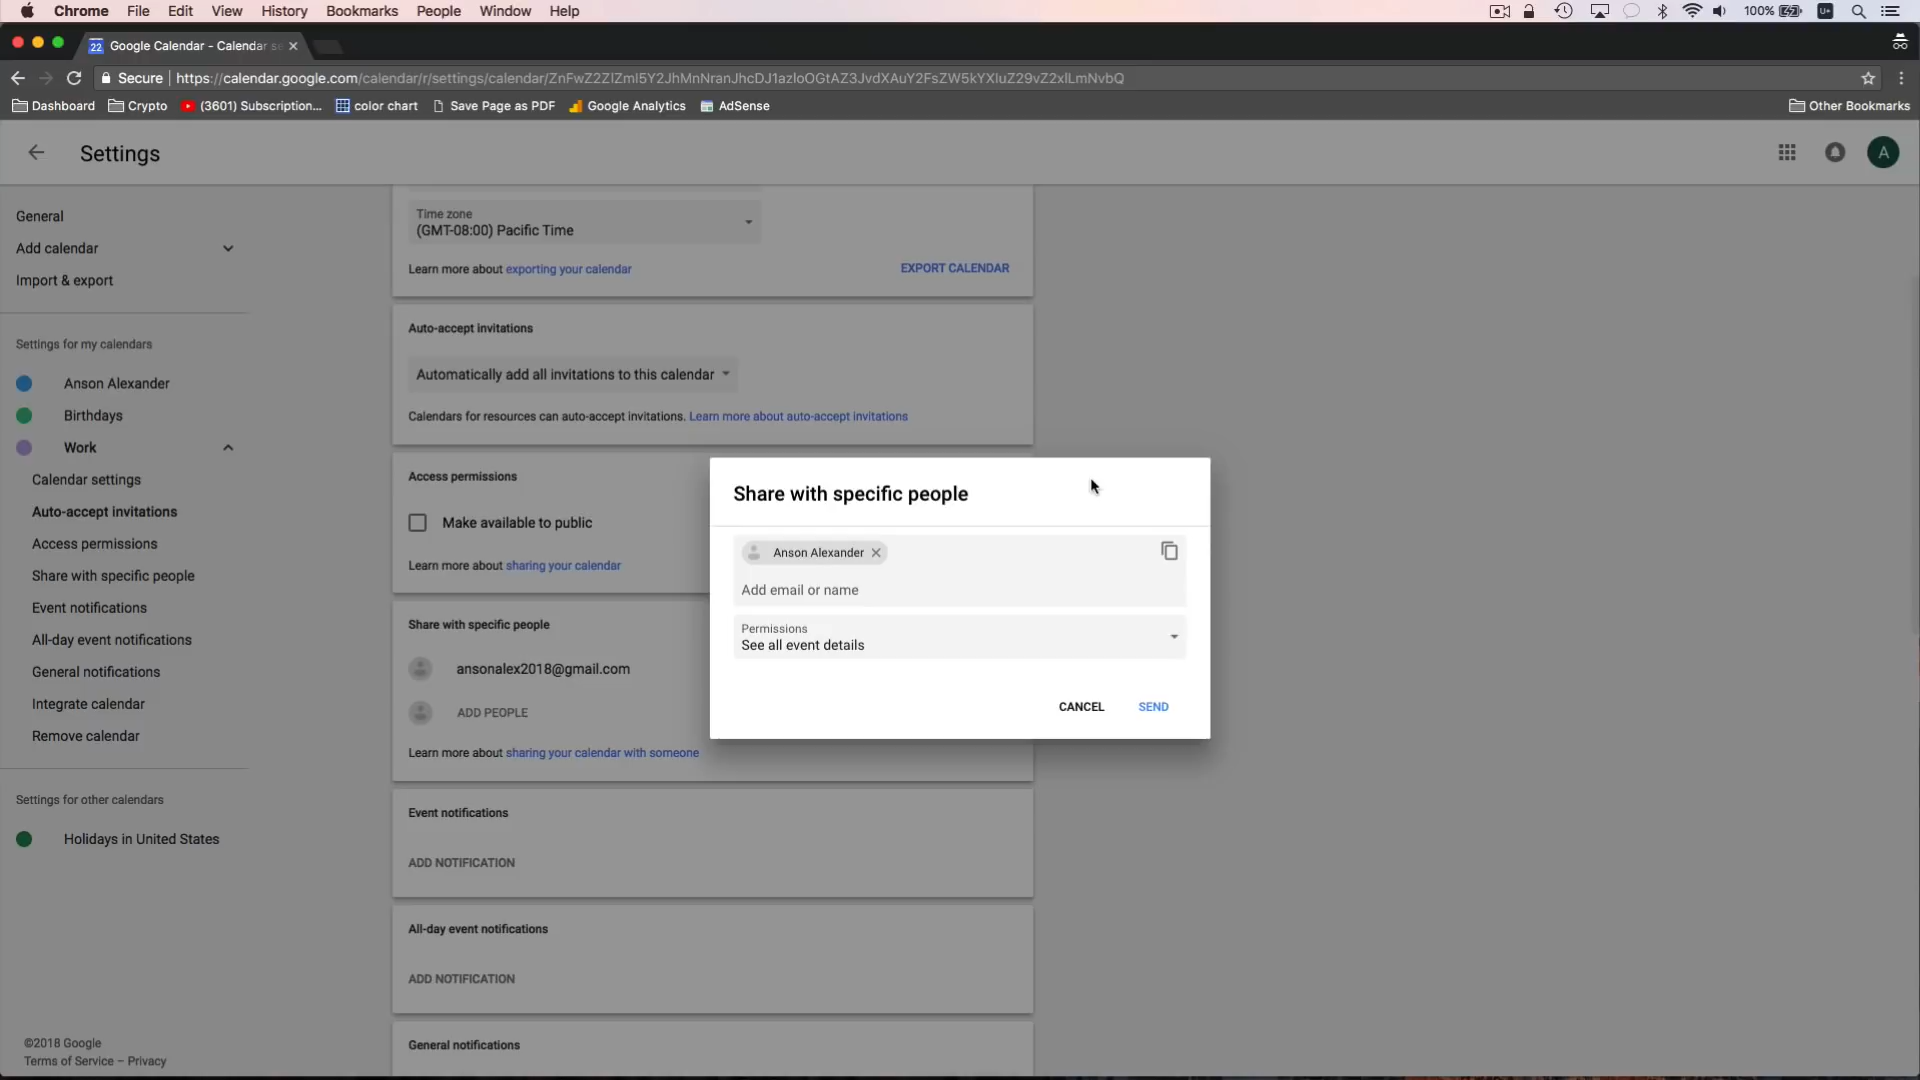 Chrome File Edit View History Bookmarks People Window Help 100%
22 Google Calendar - Calendar se
Secure https://calendar.google.com/calendar/r/settings/calendar/
Dashboard Crypto (3601) Subscription... color chart Save Page as PDF Google Analytics AdSense Other Bookmarks
Settings
A
General
Add calendar
Import & export
Settings for my calendars
Anson Alexander
Birthdays
Work
Calendar settings
Auto-accept invitations
Access permissions
Share with specific people
Event notifications
All-day event notifications
General notifications
Integrate calendar
Remove calendar
Settings for other calendars
Holidays in United States
©2018 Google
Terms of Service – Privacy
Time zone
(GMT-08:00) Pacific Time
Learn more about exporting your calendar EXPORT CALENDAR
Auto-accept invitations
Automatically add all invitations to this calendar
Calendars for resources can auto-accept invitations. Learn more about auto-accept invitations
Access permissions
Make available to public
Learn more about sharing your calendar
Share with specific people
ansonalex2018@gmail.com
ADD PEOPLE
Learn more about sharing your calendar with someone
Event notifications
ADD NOTIFICATION
All-day event notifications
ADD NOTIFICATION
General notifications
Share with specific people
Anson Alexander
Add email or name
Permissions
See all event details
CANCEL SEND